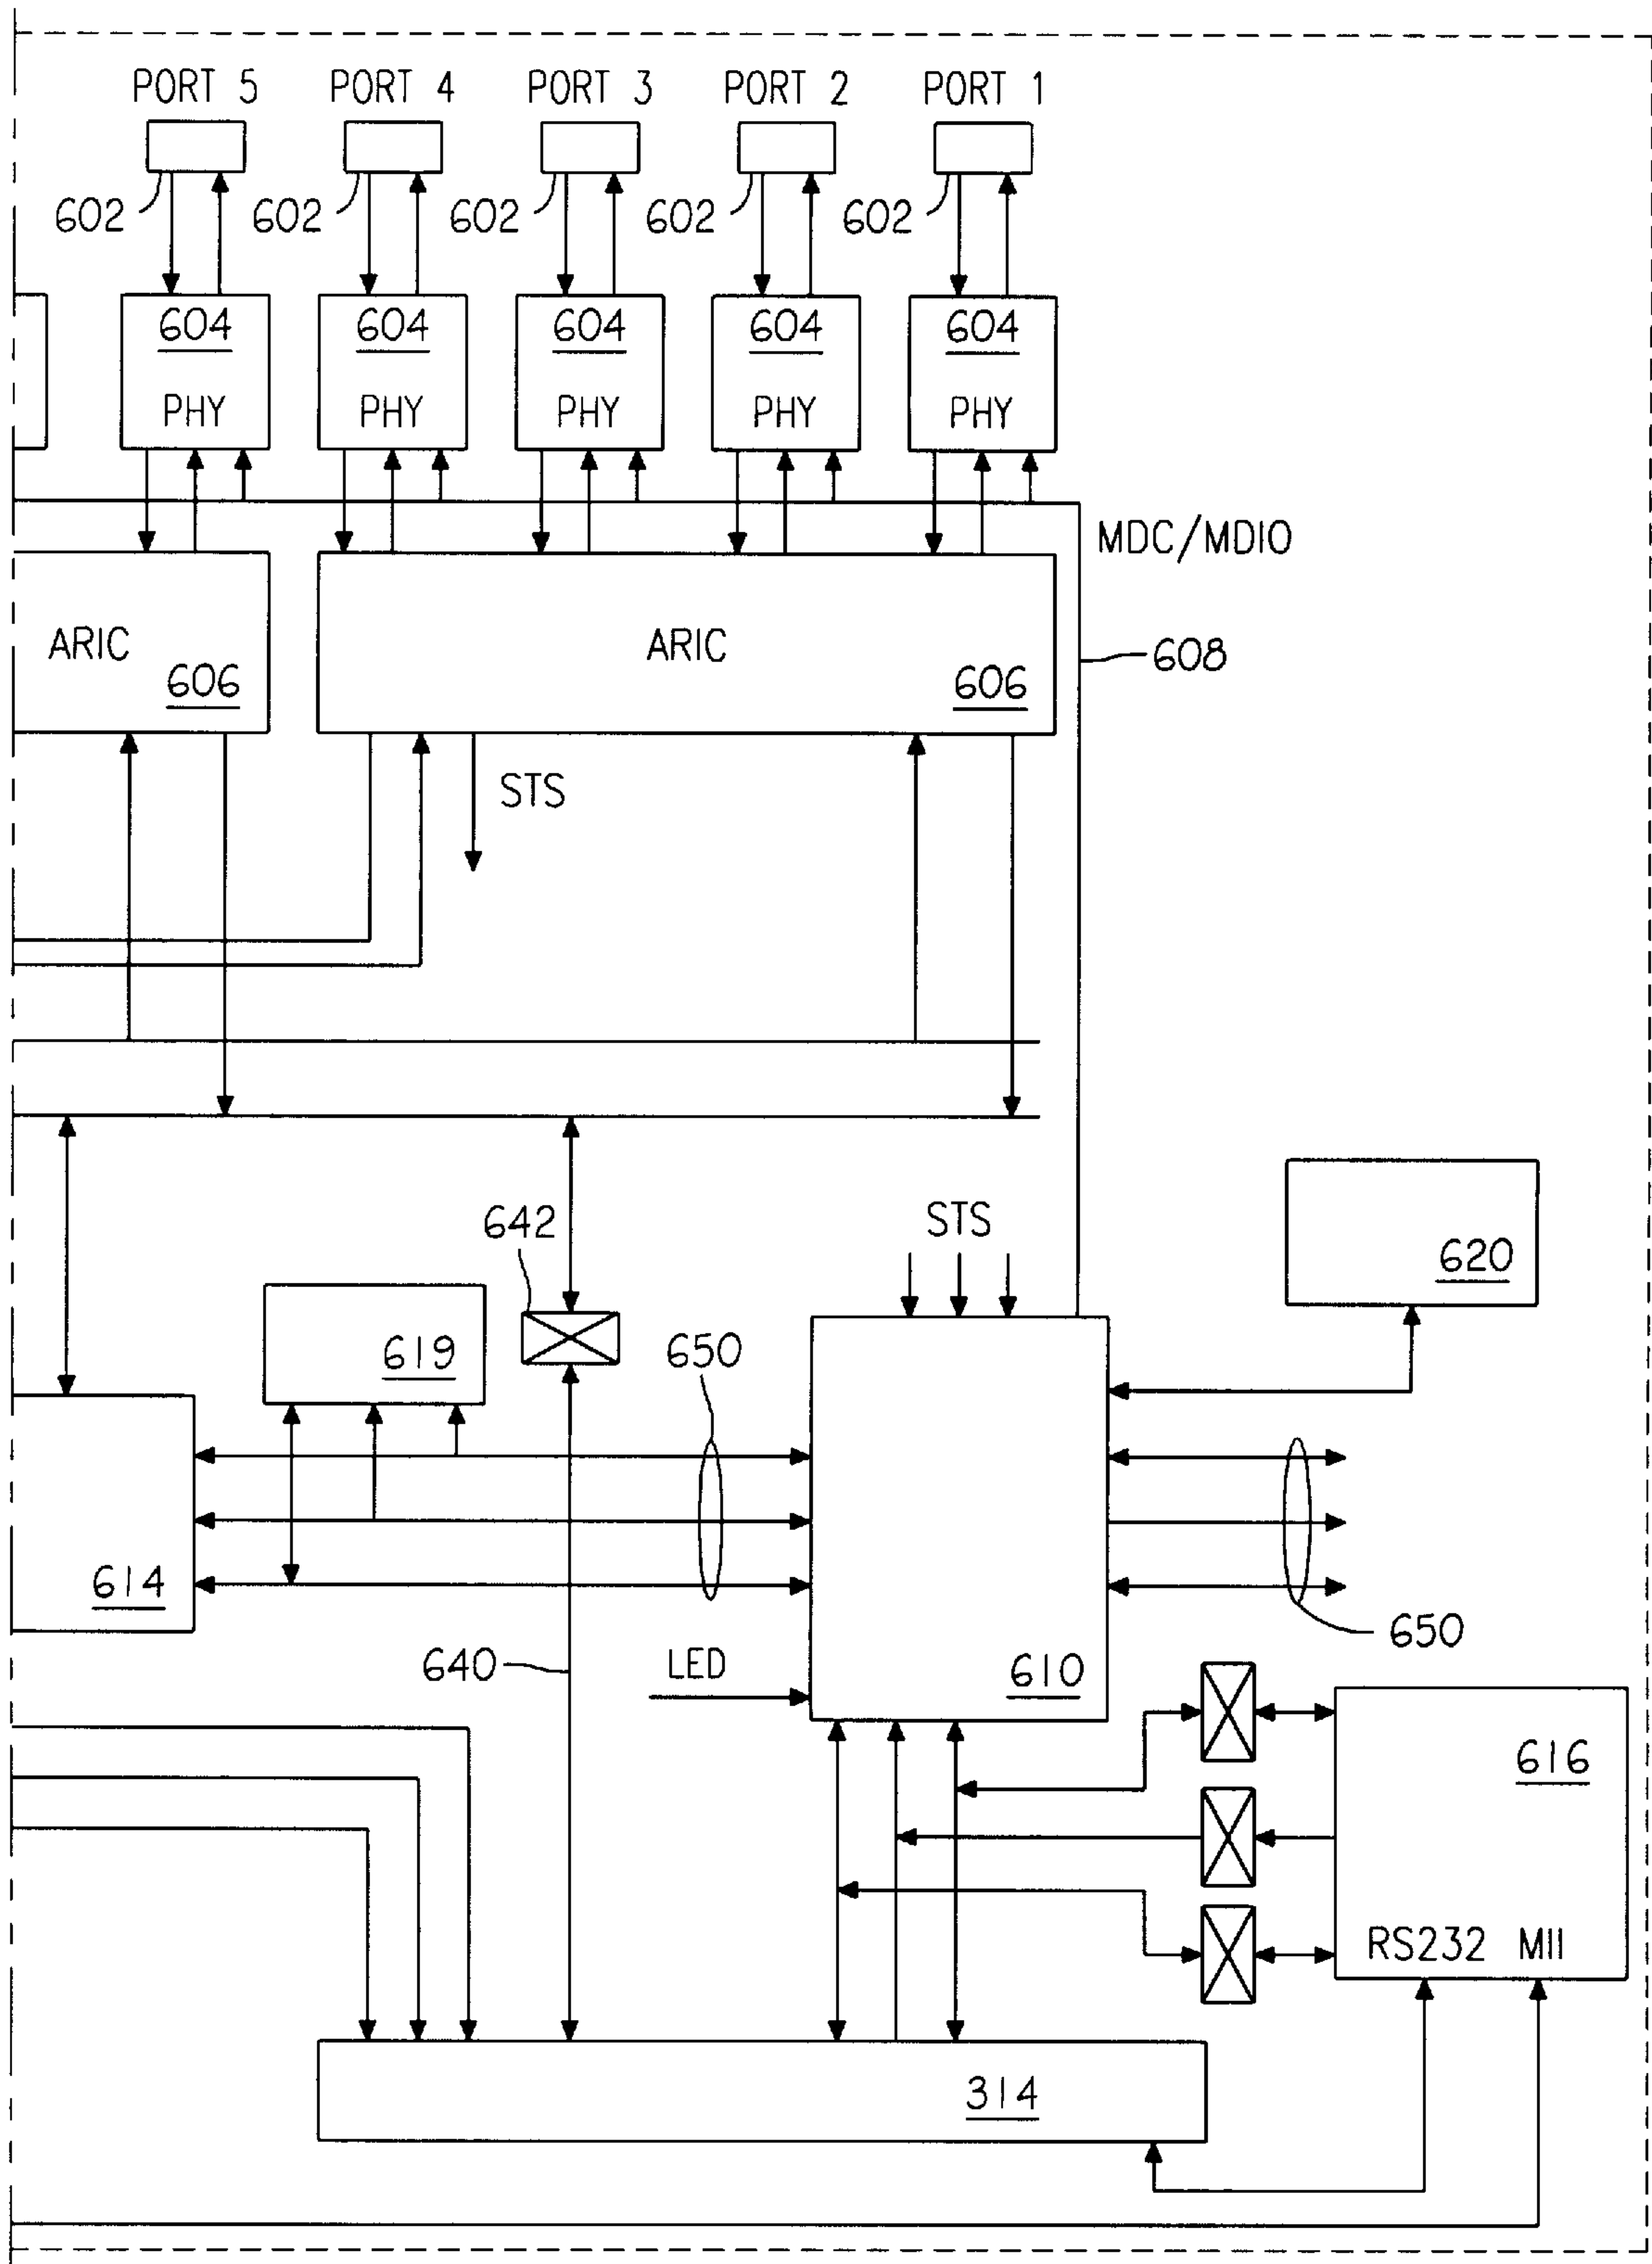 PORT 5 PORT 4 PORT 3 PORT 2 PORT 1
602 602 602 602 602
604 604 604 604 604
PHY PHY PHY PHY PHY
MDC/MDIO
ARIC ARIC
608
606 606
STS
642 STS
620
619 650
614
650
640 LED 610
616
RS232 MII
314